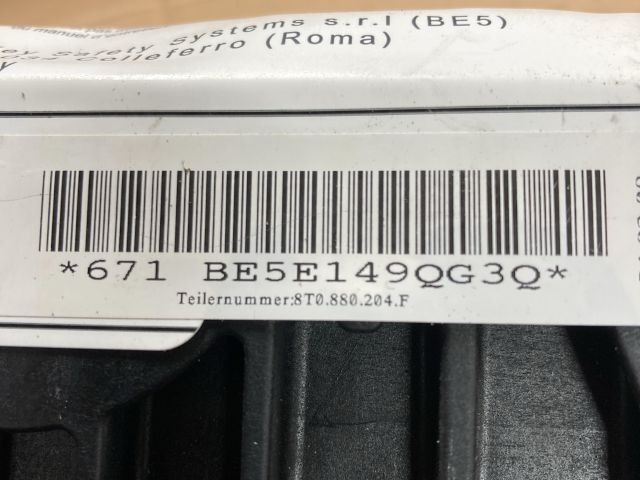 Systems s.r.l (BE5)
Colleferro (Roma)
*671 BE5E149QG3Q*
Teilernummer:8T0.880.204.F